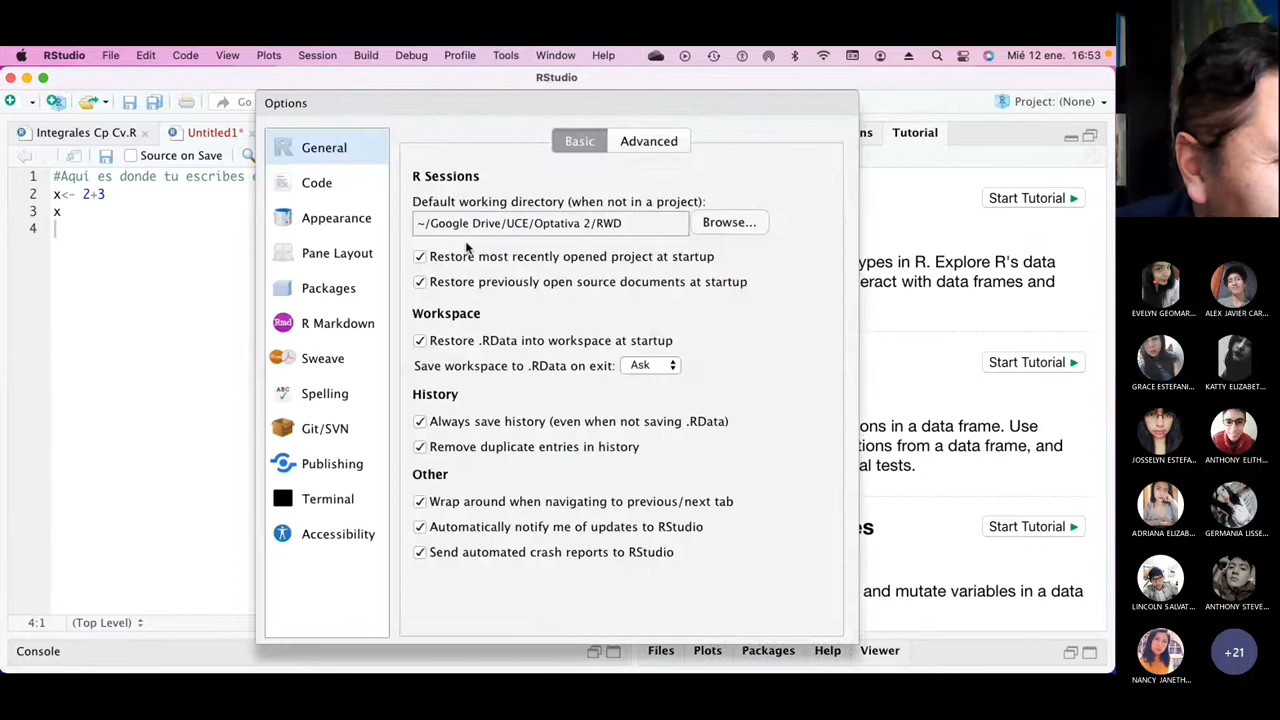 RStudio File Edit Code View Plots Session Build Debug Profile Tools Window Help Mié 12 ene. 16:53
RStudio
Go
Project: (None)
Options
Integrales Cp Cv.R
Untitled1*
Tutorial
Source on Save
1 #Aquí es donde tu escribes
2 x<- 2+3
3 x
4
4:1 (Top Level)
Console
General
Code
Appearance
Pane Layout
Packages
R Markdown
Sweave
Spelling
Git/SVN
Publishing
Terminal
Accessibility
Basic Advanced
R Sessions
Default working directory (when not in a project):
~/Google Drive/UCE/Optativa 2/RWD Browse...
Restore most recently opened project at startup
Restore previously open source documents at startup
Workspace
Restore .RData into workspace at startup
Save workspace to .RData on exit: Ask
History
Always save history (even when not saving .RData)
Remove duplicate entries in history
Other
Wrap around when navigating to previous/next tab
Automatically notify me of updates to RStudio
Send automated crash reports to RStudio
Start Tutorial
ypes in R. Explore R's data
eract with data frames and
Start Tutorial
ons in a data frame. Use
ctions from a data frame, and
al tests.
Start Tutorial
and mutate variables in a data
Files Plots Packages Help Viewer
EVELYN GEOMAR... ALEX JAVIER CAR...
GRACE ESTEFANI... KATTY ELIZABET...
JOSSELYN ESTEFA... ANTHONY ELITH...
ADRIANA ELIZAB... GERMANIA LISSE...
LINCOLN SALVAT... ANTHONY STEVE...
NANCY JANETH... +21